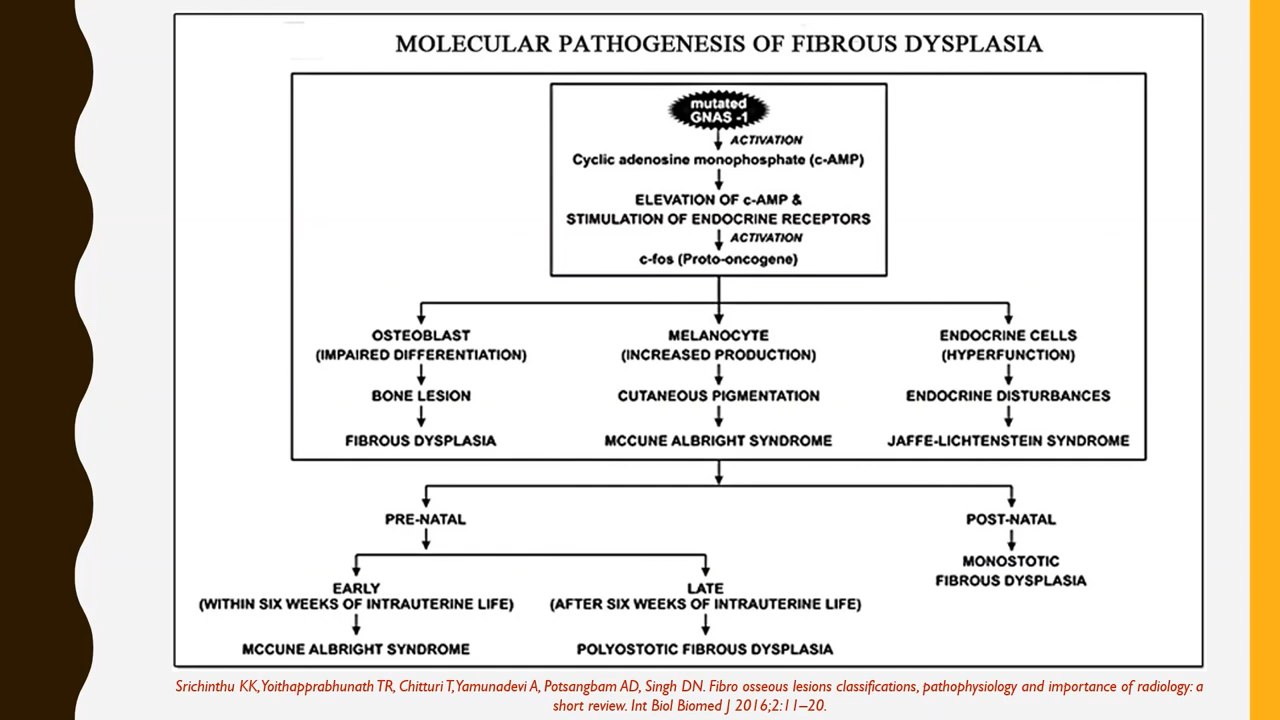 MOLECULAR PATHOGENESIS OF FIBROUS DYSPLASIA
mutated
GNAS -1
ACTIVATION
Cyclic adenosine monophosphate (c-AMP)
ELEVATION OF c-AMP &
STIMULATION OF ENDOCRINE RECEPTORS
ACTIVATION
c-fos (Proto-oncogene)
OSTEOBLAST
(IMPAIRED DIFFERENTIATION)
BONE LESION
FIBROUS DYSPLASIA
MELANOCYTE
(INCREASED PRODUCTION)
CUTANEOUS PIGMENTATION
MCCUNE ALBRIGHT SYNDROME
ENDOCRINE CELLS
(HYPERFUNCTION)
ENDOCRINE DISTURBANCES
JAFFE-LICHTENSTEIN SYNDROME
PRE-NATAL
EARLY
(WITHIN SIX WEEKS OF INTRAUTERINE LIFE)
MCCUNE ALBRIGHT SYNDROME
LATE
(AFTER SIX WEEKS OF INTRAUTERINE LIFE)
POLYOSTOTIC FIBROUS DYSPLASIA
POST-NATAL
MONOSTOTIC
FIBROUS DYSPLASIA
Srichinthu KK, Yoithapprabhunath TR, Chitturi T, Yamunadevi A, Potsangbam AD, Singh DN. Fibro osseous lesions classifications, pathophysiology and importance of radiology: a
short review. Int Biol Biomed J 2016;2:11–20.